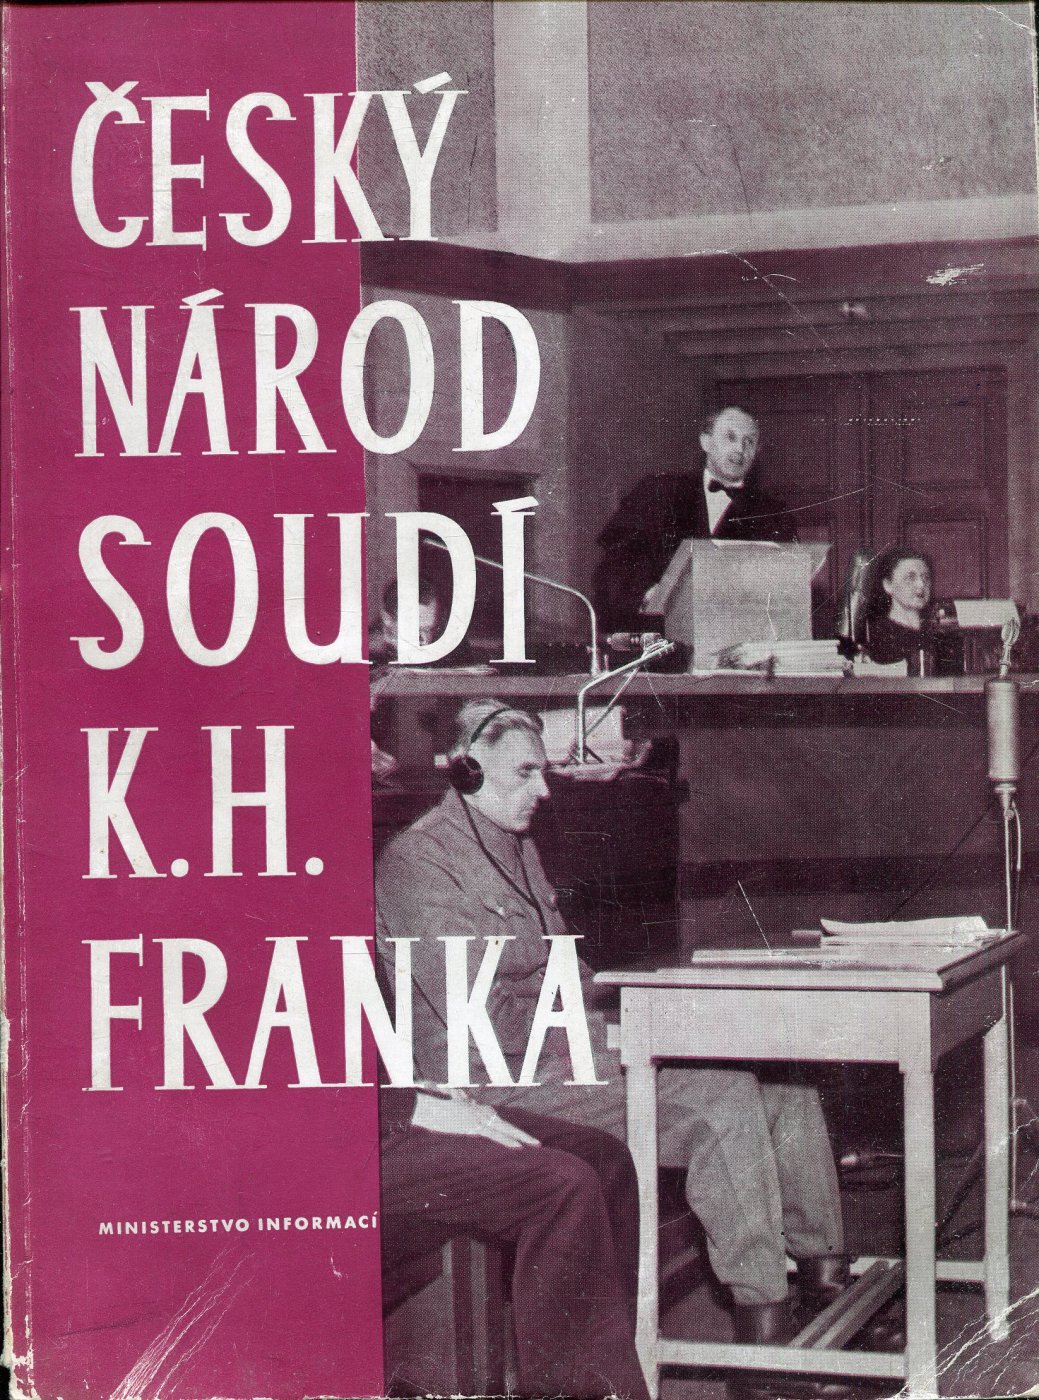 ČESKÝ
NÁROD
SOUDÍ
K.H.
FRANKA
MINISTERSTVO INFORMACÍ